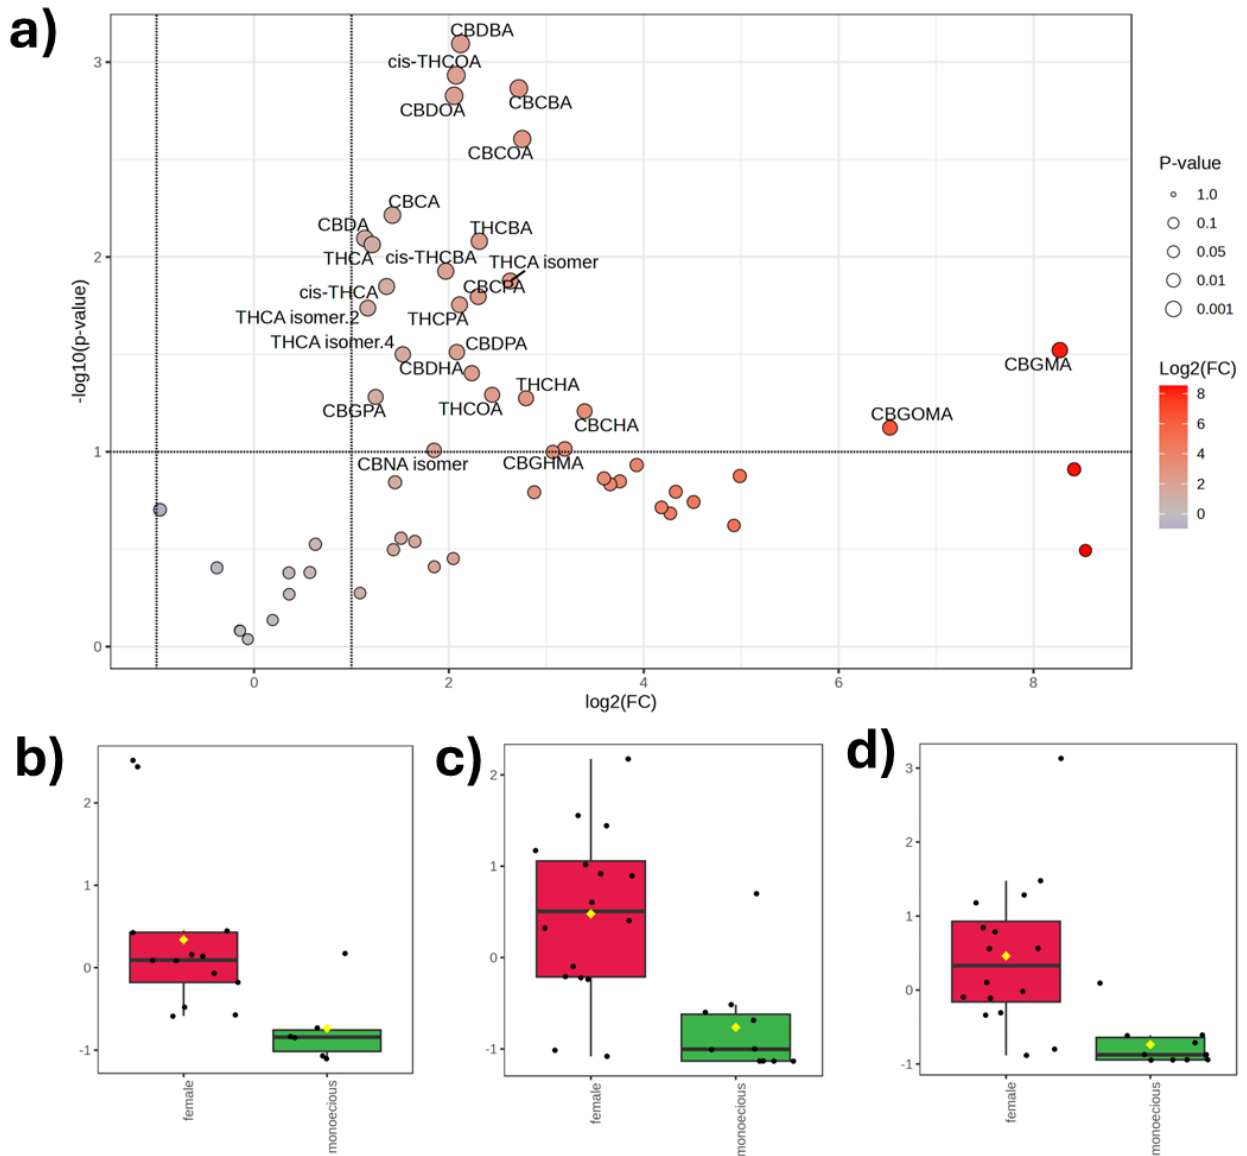 a)
CBDBA
3
cis-THCOA
CBDOA
CBCBA
CBCOA
P-value
1.0
0.1
0.05
0.01
0.001
CBCA
CBDA
THCBA
2
THCA
cis-THCBA
THCA isomer
cis-THCA
CBCPA
THCA isomer.2
THCPA
-log10(p-value)
THCA isomer.4
CBDPA
CBDHA
CBGMA
Log2(FC)
8
6
4
2
0
THCHA
CBGPA
THCOA
CBGOMA
CBCHA
1
CBNA isomer
CBGHMA
0
0
2
4
6
8
log2(FC)
b)
2
1
0
-1
female
monoecious
c)
2
1
0
-1
female
monoecious
d)
3
2
1
0
-1
female
monoecious